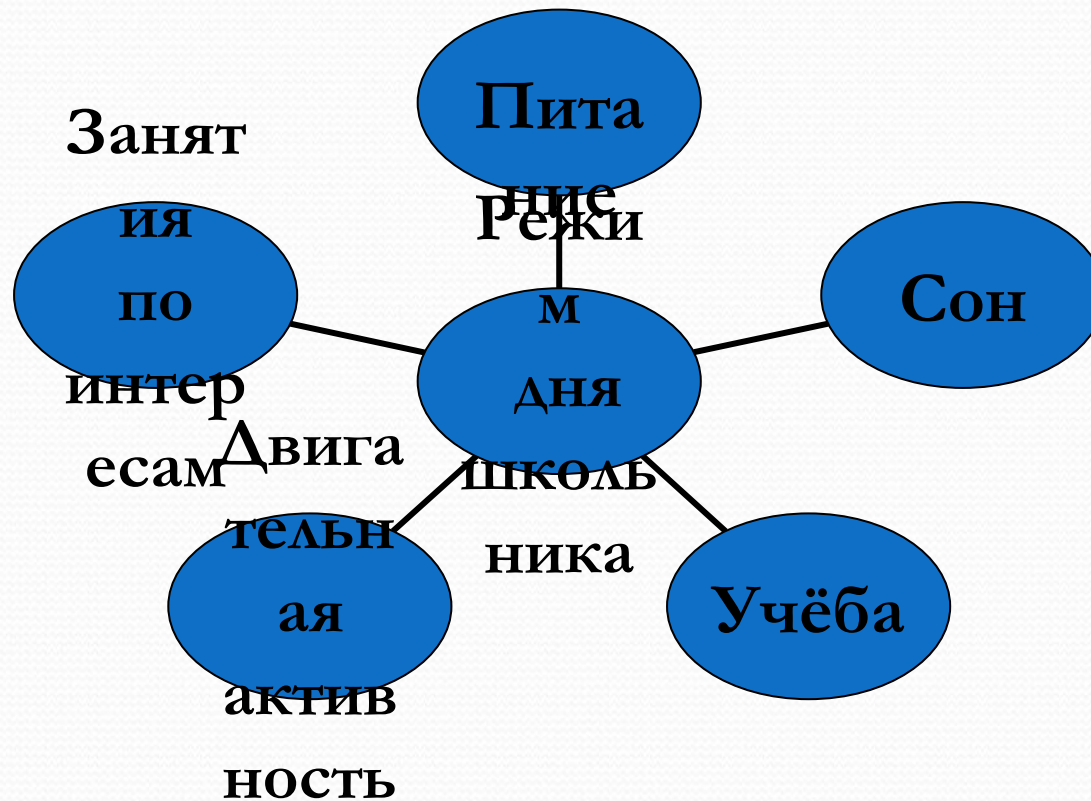 Пита
ние
Режи
м
дня
школь
ника
Сон
Учёба
Двига
тельн
ая
актив
ность
Занят
ия
по
интер
есам